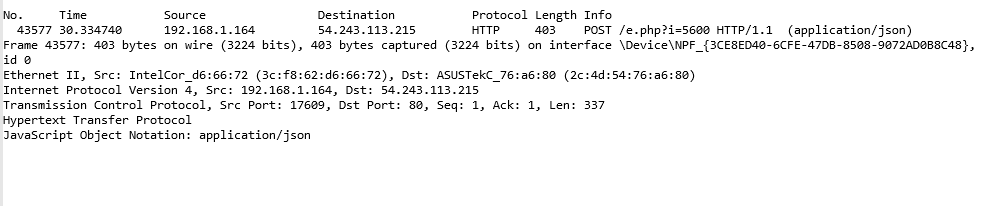 No.     Time           Source                Destination           Protocol Length Info
  43577 30.334740      192.168.1.164         54.243.113.215        HTTP     403    POST /e.php?i=5600 HTTP/1.1  (application/json)
Frame 43577: 403 bytes on wire (3224 bits), 403 bytes captured (3224 bits) on interface \Device\NPF_{3CE8ED40-6CFE-47DB-8508-9072AD0B8C48},
id 0
Ethernet II, Src: IntelCor_d6:66:72 (3c:f8:62:d6:66:72), Dst: ASUSTekC_76:a6:80 (2c:4d:54:76:a6:80)
Internet Protocol Version 4, Src: 192.168.1.164, Dst: 54.243.113.215
Transmission Control Protocol, Src Port: 17609, Dst Port: 80, Seq: 1, Ack: 1, Len: 337
Hypertext Transfer Protocol
JavaScript Object Notation: application/json